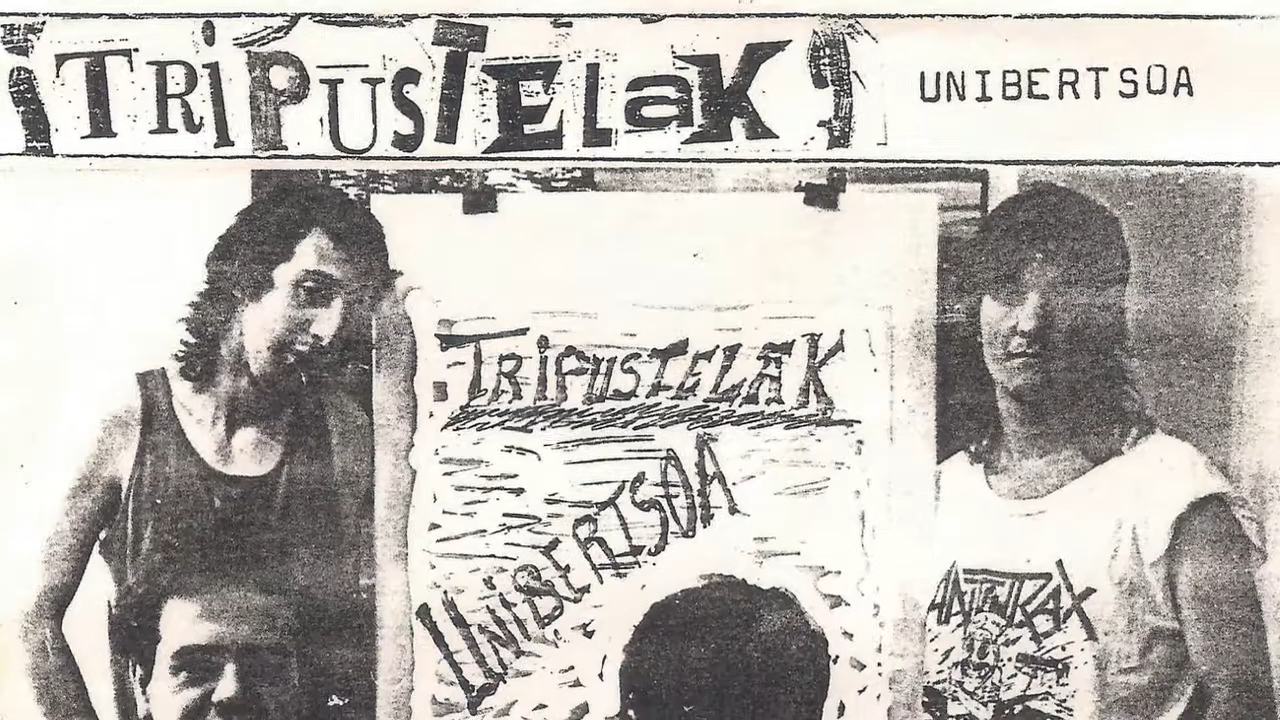 ¡TRiPUSTELaK!
UNIBERTSOA
TRiPUSTELAK
UNIBERTSOA
ANTHRAX